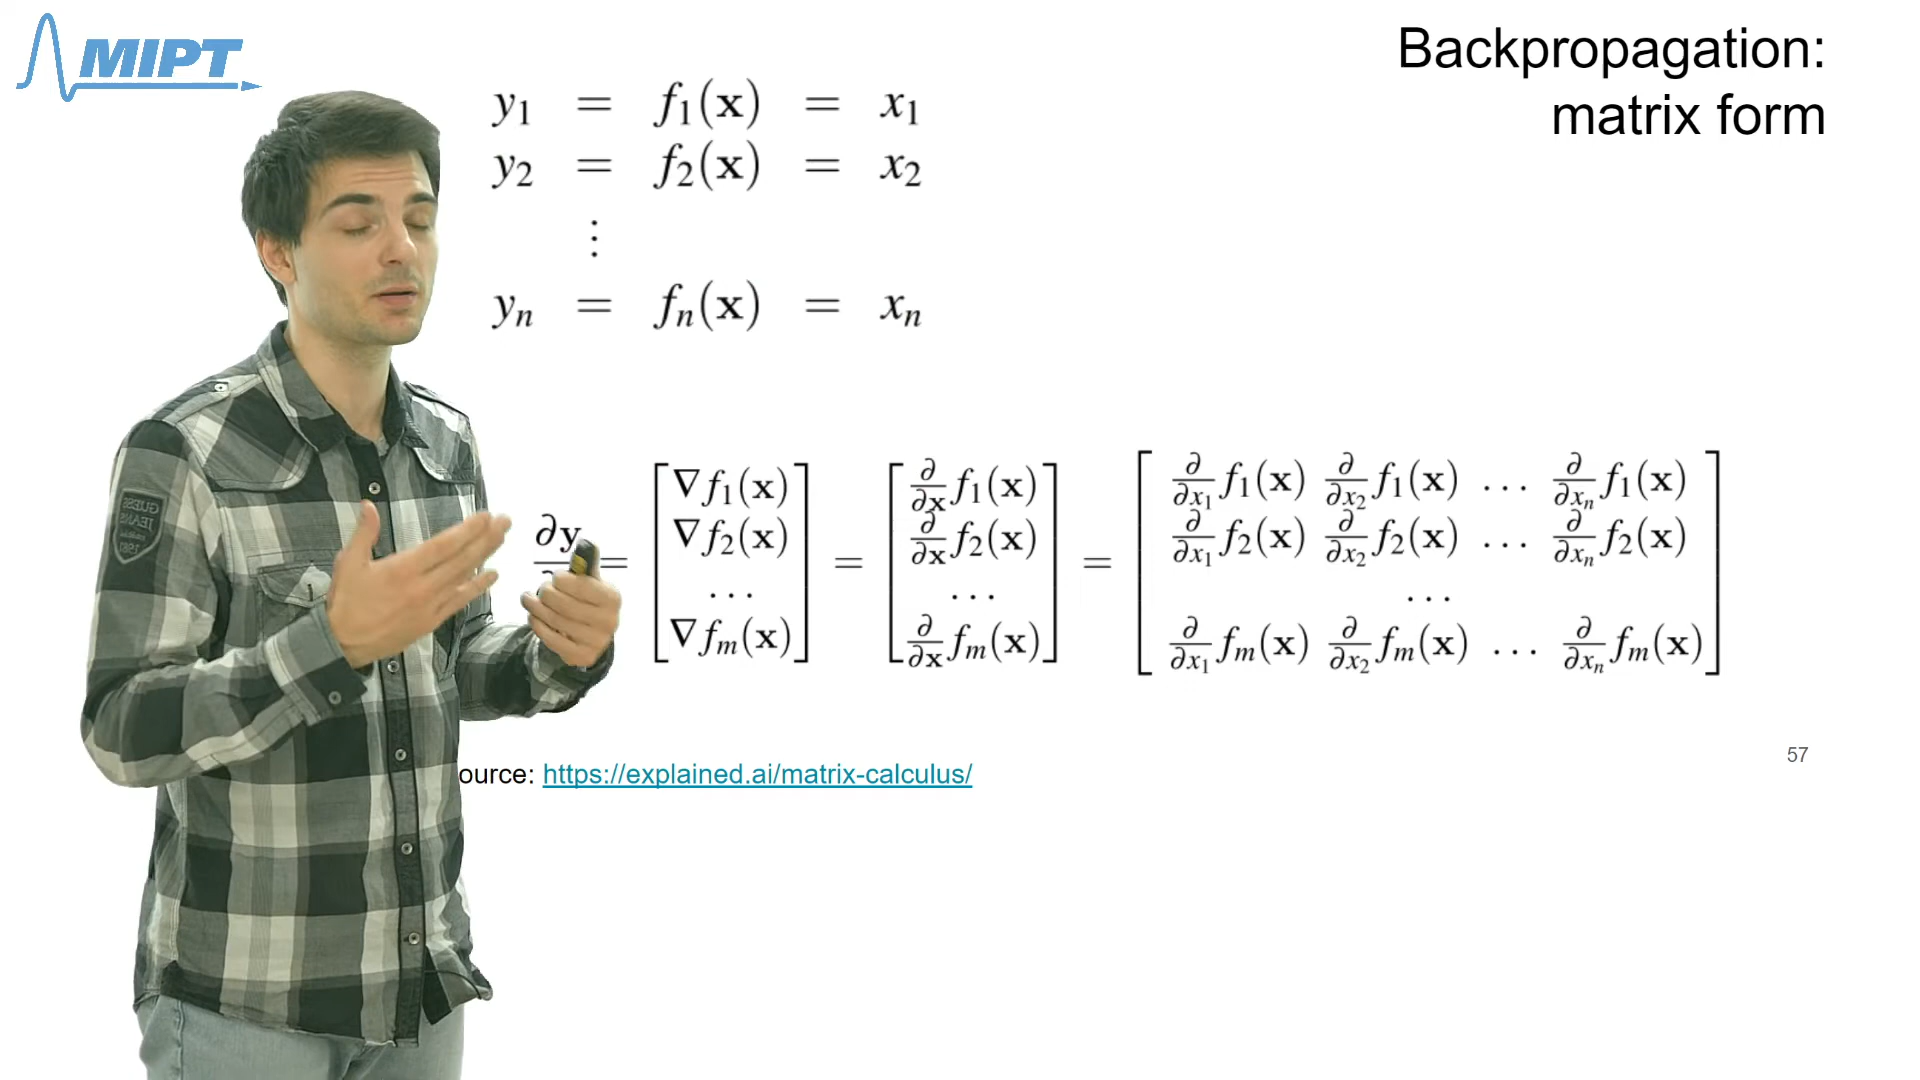 MIPT
Backpropagation:
matrix form
y₁ = f₁(x) = x₁
y₂ = f₂(x) = x₂
⋮
yₙ = fₙ(x) = xₙ
∂y = [∇f₁(x) ∇f₂(x) ... ∇fₘ(x)] = [∂/∂x f₁(x) ∂/∂x f₂(x) ... ∂/∂x fₘ(x)] = [∂/∂x₁ f₁(x) ∂/∂x₂ f₁(x) ... ∂/∂xₙ f₁(x)
∂/∂x₁ f₂(x) ∂/∂x₂ f₂(x) ... ∂/∂xₙ f₂(x)
...
∂/∂x₁ fₘ(x) ∂/∂x₂ fₘ(x) ... ∂/∂xₙ fₘ(x)]
57
ource: https://explained.ai/matrix-calculus/